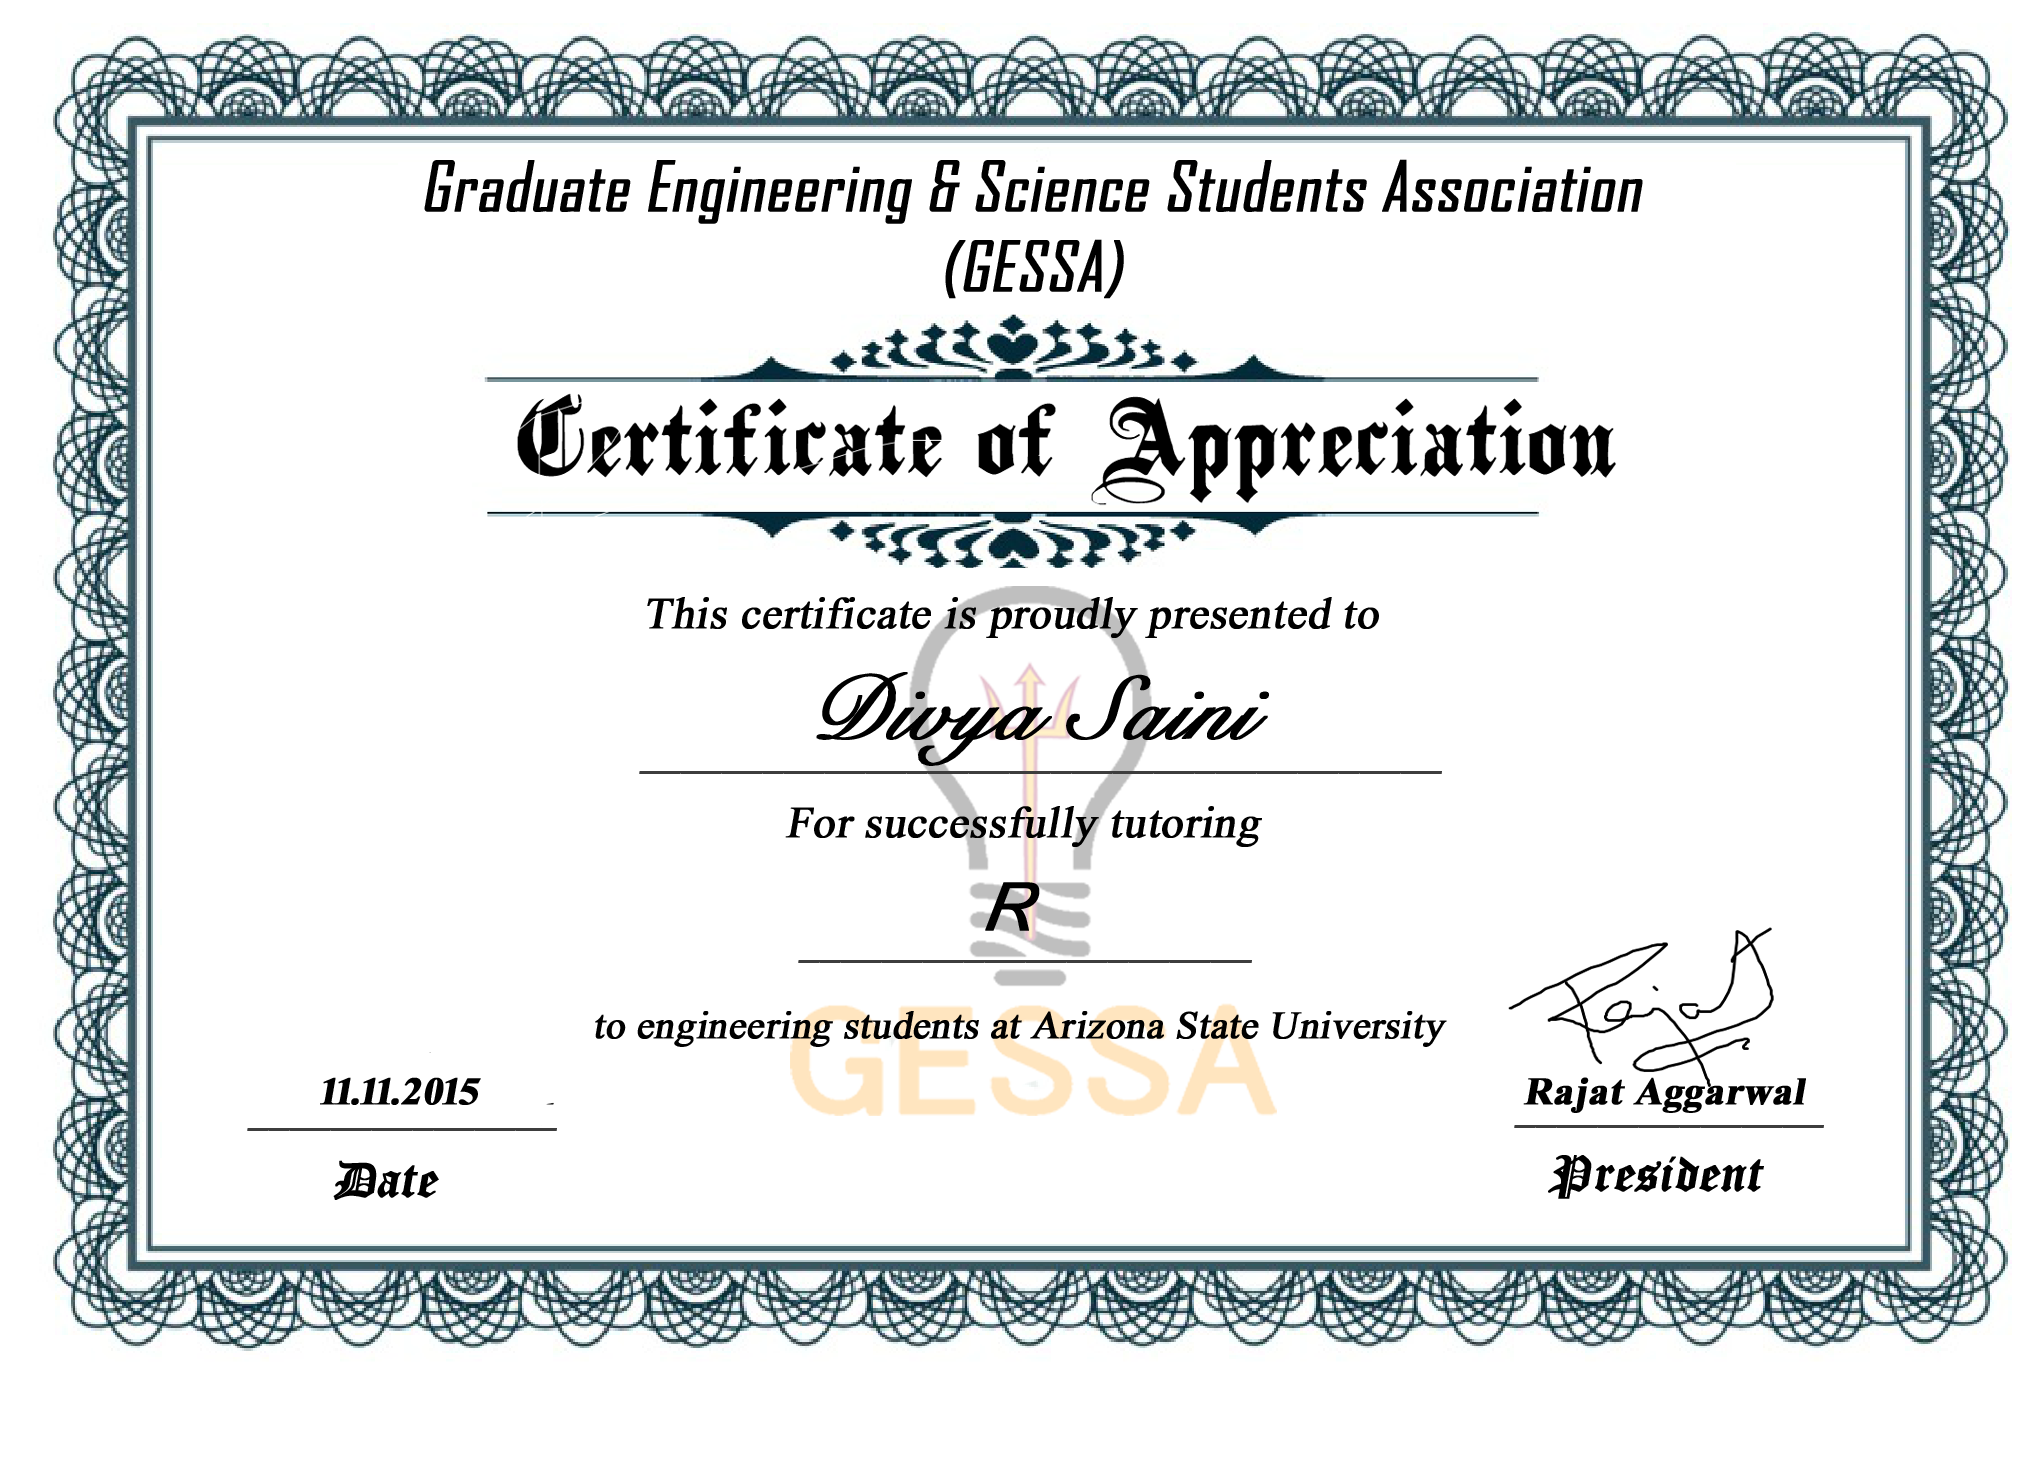 Graduate Engineering & Science Students Association
(GESSA)
Certificate of Appreciation
This certificate is proudly presented to
Divya Saini
For successfully tutoring
R
to engineering students at Arizona State University
GESSA
11.11.2015
Date
Rajat
Rajat Aggarwal
President